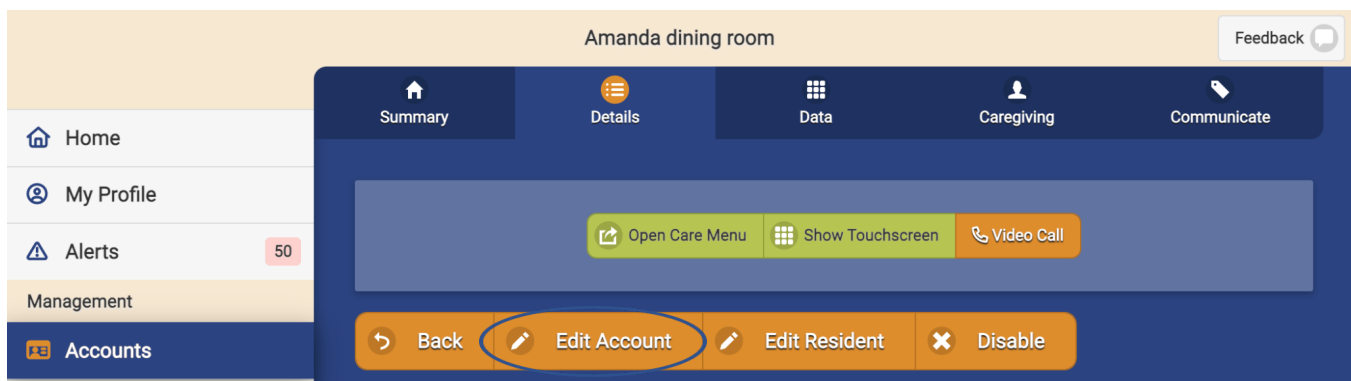 Amanda dining room
Feedback
Summary
Details
Data
Caregiving
Communicate
Home
My Profile
Alerts
50
Management
Accounts
Open Care Menu
Show Touchscreen
Video Call
Back
Edit Account
Edit Resident
Disable